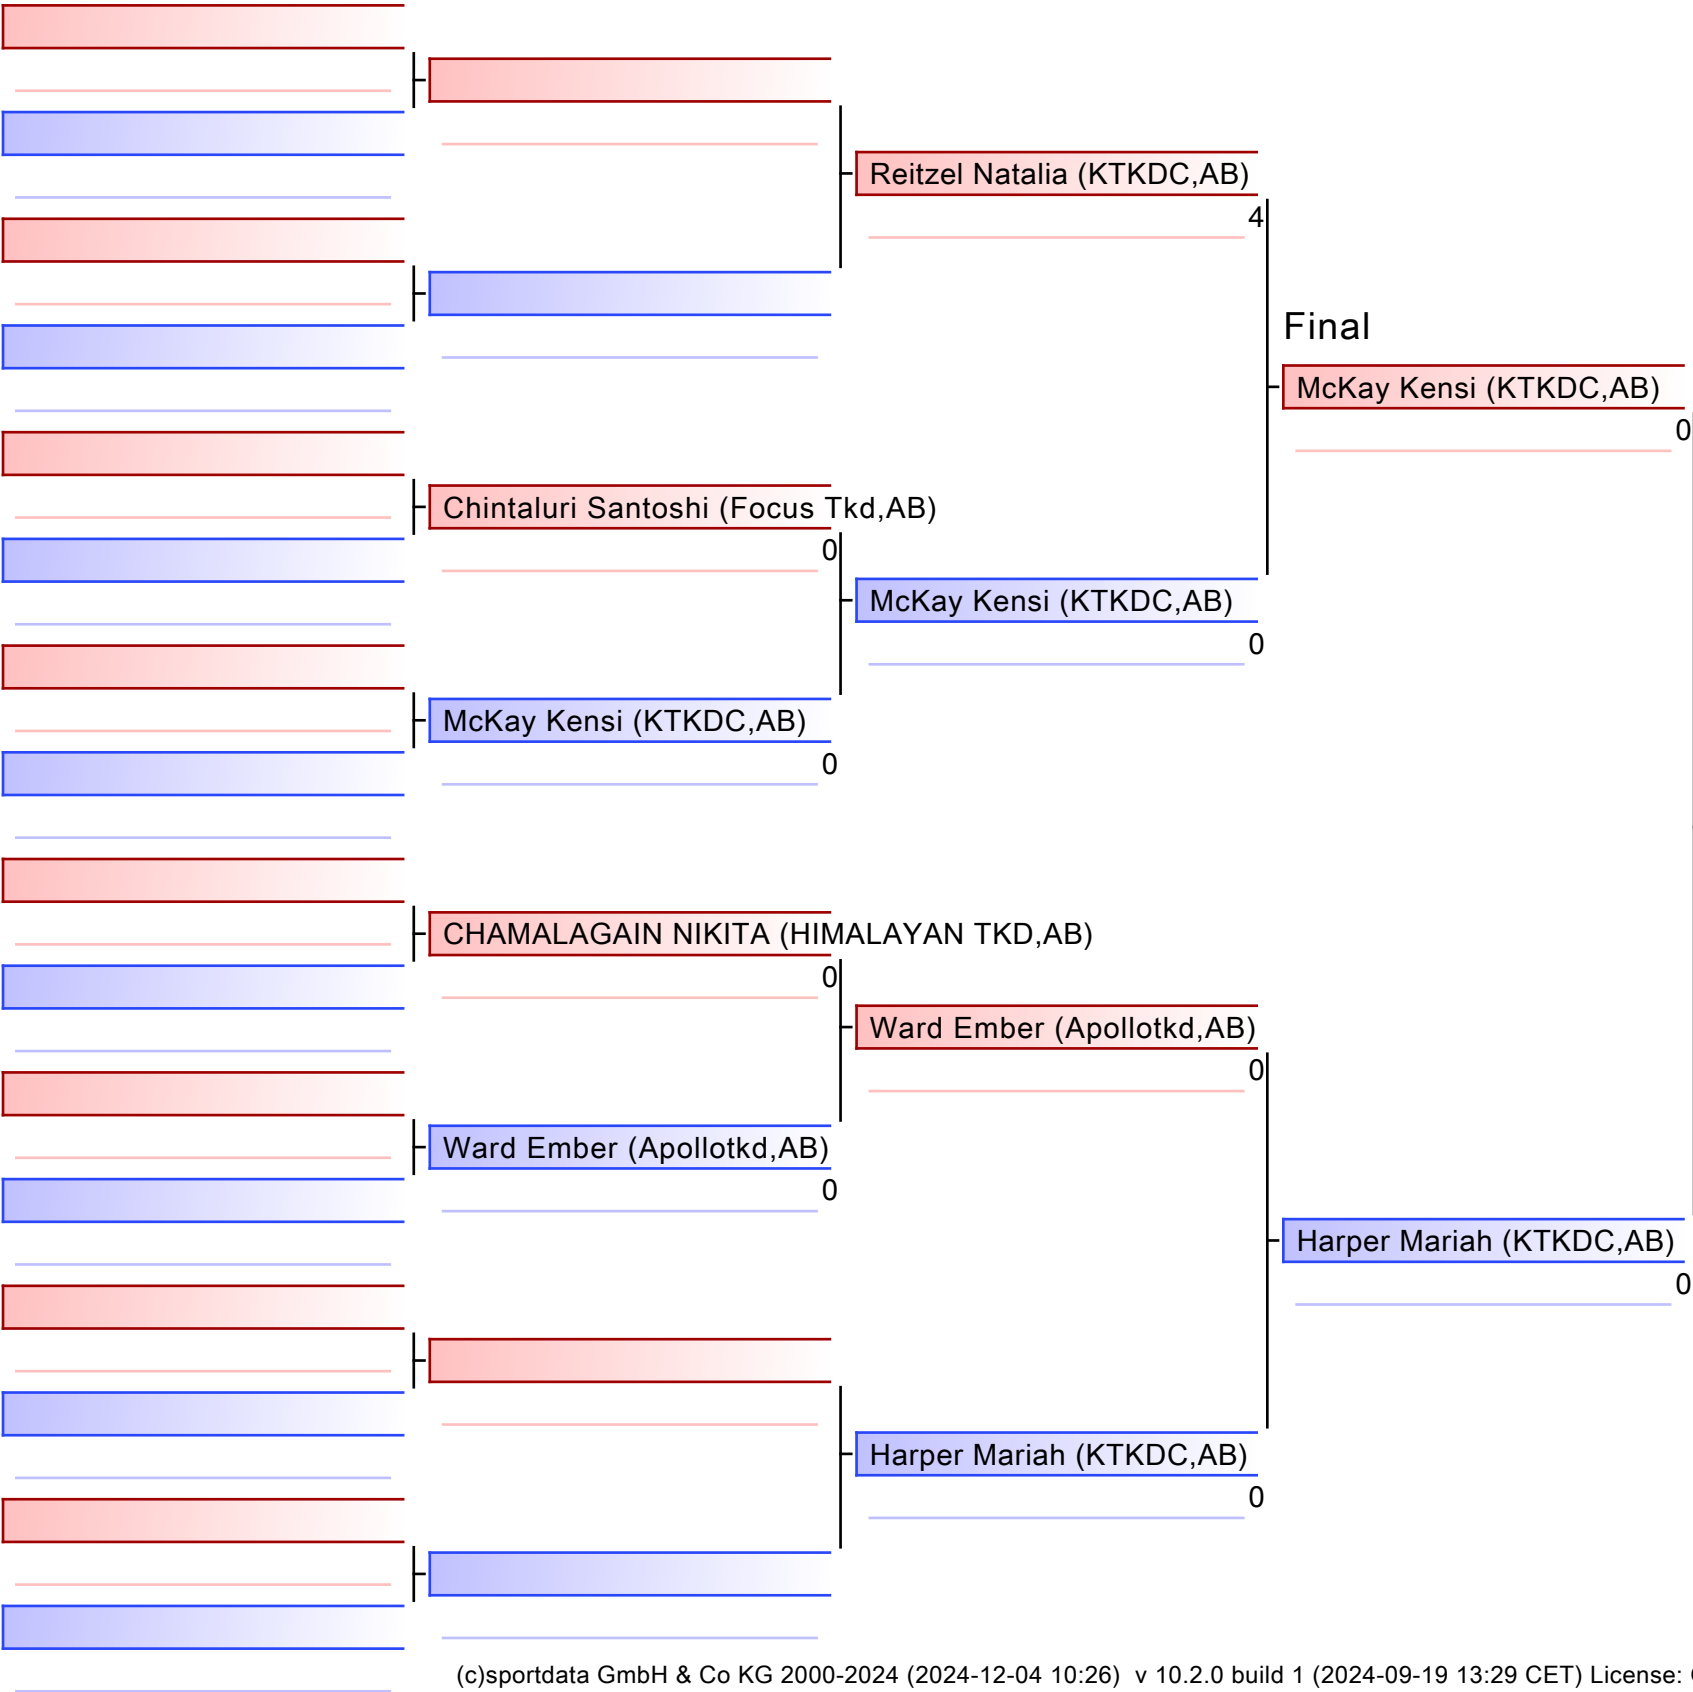 Reitzel Natalia (KTKDC,AB)
4
Final
McKay Kensi (KTKDC,AB)
0
Chintaluri Santoshi (Focus Tkd,AB)
0
McKay Kensi (KTKDC,AB)
0
McKay Kensi (KTKDC,AB)
0
CHAMALAGAIN NIKITA (HIMALAYAN TKD,AB)
0
Ward Ember (Apollotkd,AB)
0
Ward Ember (Apollotkd,AB)
0
Harper Mariah (KTKDC,AB)
0
Harper Mariah (KTKDC,AB)
0
(c)sportdata GmbH & Co KG 2000-2024 (2024-12-04 10:26) v 10.2.0 build 1 (2024-09-19 13:29 CET) License: